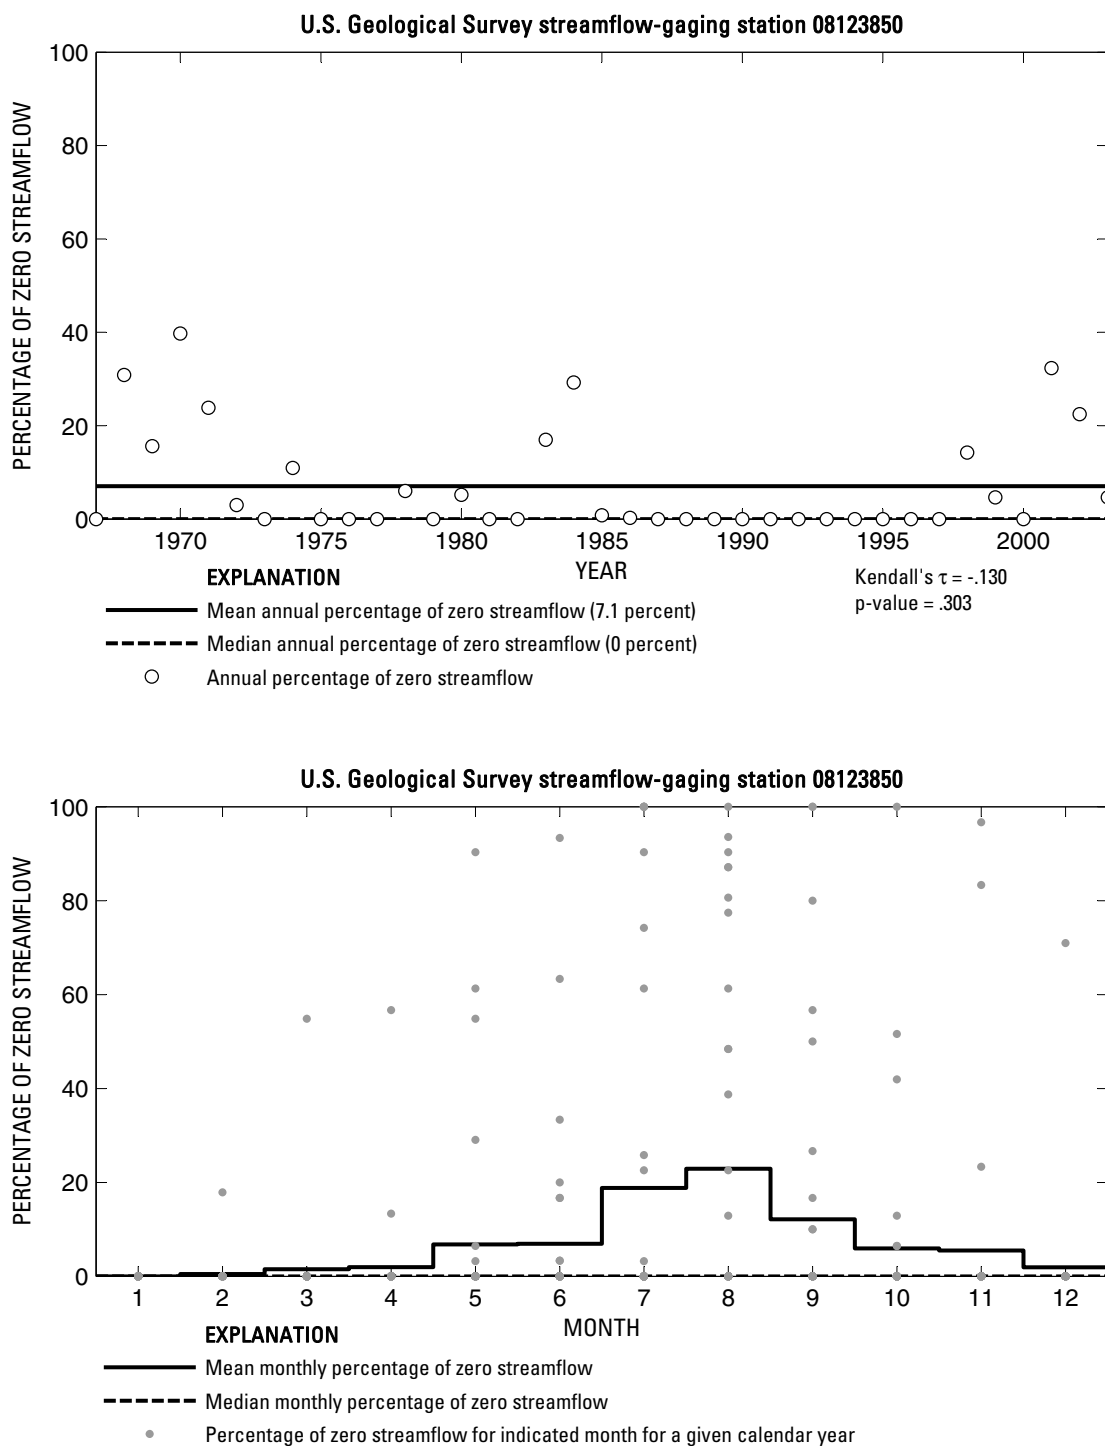 U.S. Geological Survey streamflow-gaging station 08123850
PERCENTAGE OF ZERO STREAMFLOW
100
80
60
40
20
0
1970 1975 1980 1985 1990 1995 2000
YEAR
EXPLANATION
Mean annual percentage of zero streamflow (7.1 percent)
Median annual percentage of zero streamflow (0 percent)
Annual percentage of zero streamflow
Kendall's τ = -.130
p-value = .303
U.S. Geological Survey streamflow-gaging station 08123850
PERCENTAGE OF ZERO STREAMFLOW
100
80
60
40
20
0
1 2 3 4 5 6 7 8 9 10 11 12
MONTH
EXPLANATION
Mean monthly percentage of zero streamflow
Median monthly percentage of zero streamflow
Percentage of zero streamflow for indicated month for a given calendar year